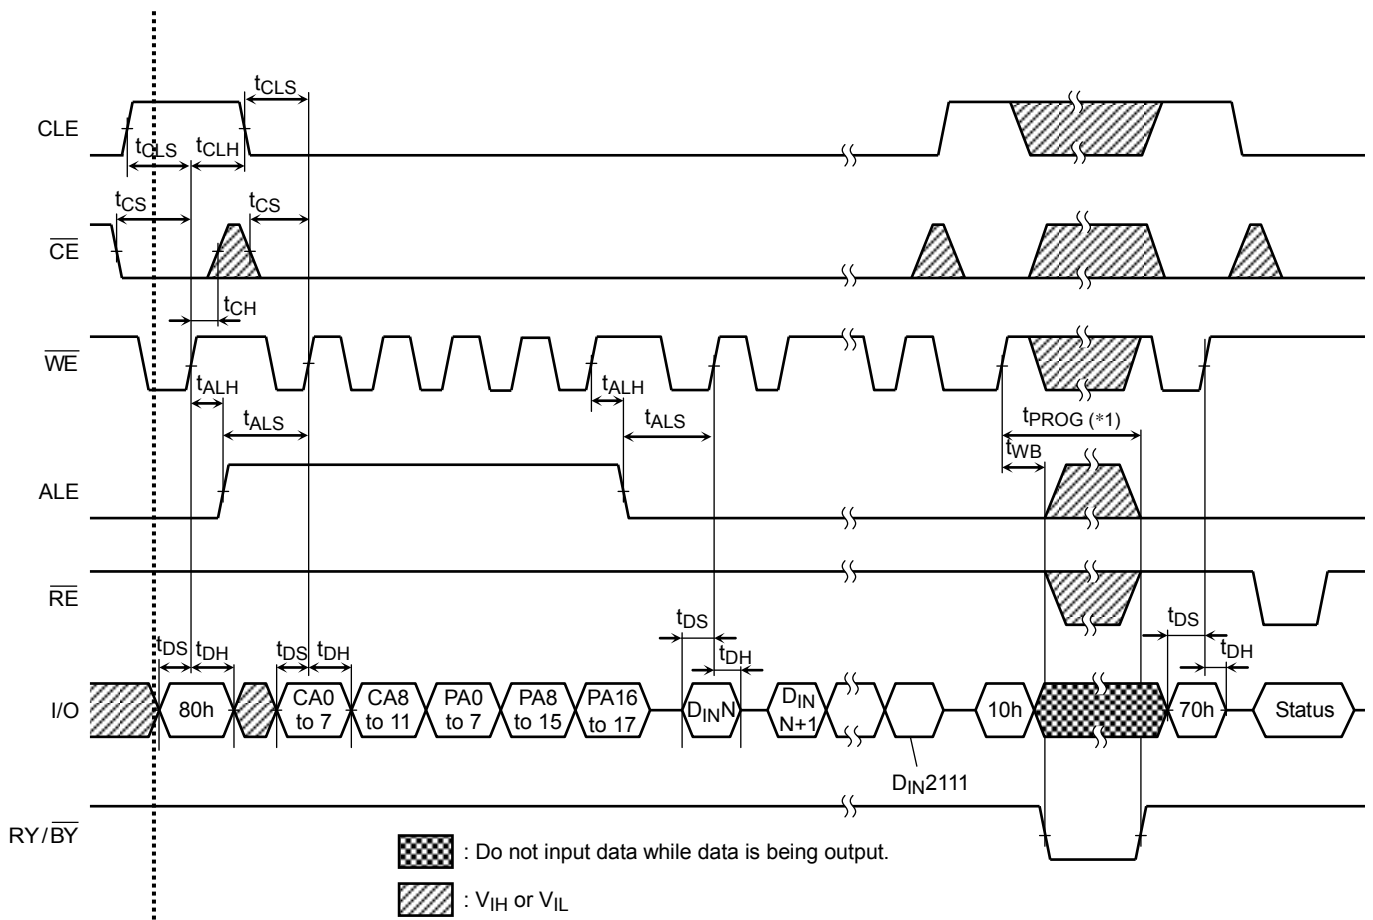 tCLS
CLE
tCLS tCLH
tCS tCS
CE
tCH
WE
tALH tALH
tALS tALS
tPROG (*1)
tWB
ALE
RE
tDS tDH tDS tDH tDS tDH tDS tDH
I/O 80h CA0 to 7 CA8 to 11 PA0 to 7 PA8 to 15 PA16 to 17 DINN DIN N+1 10h 70h Status
DIN2111
RY/BY
: Do not input data while data is being output.
: VIH or VIL